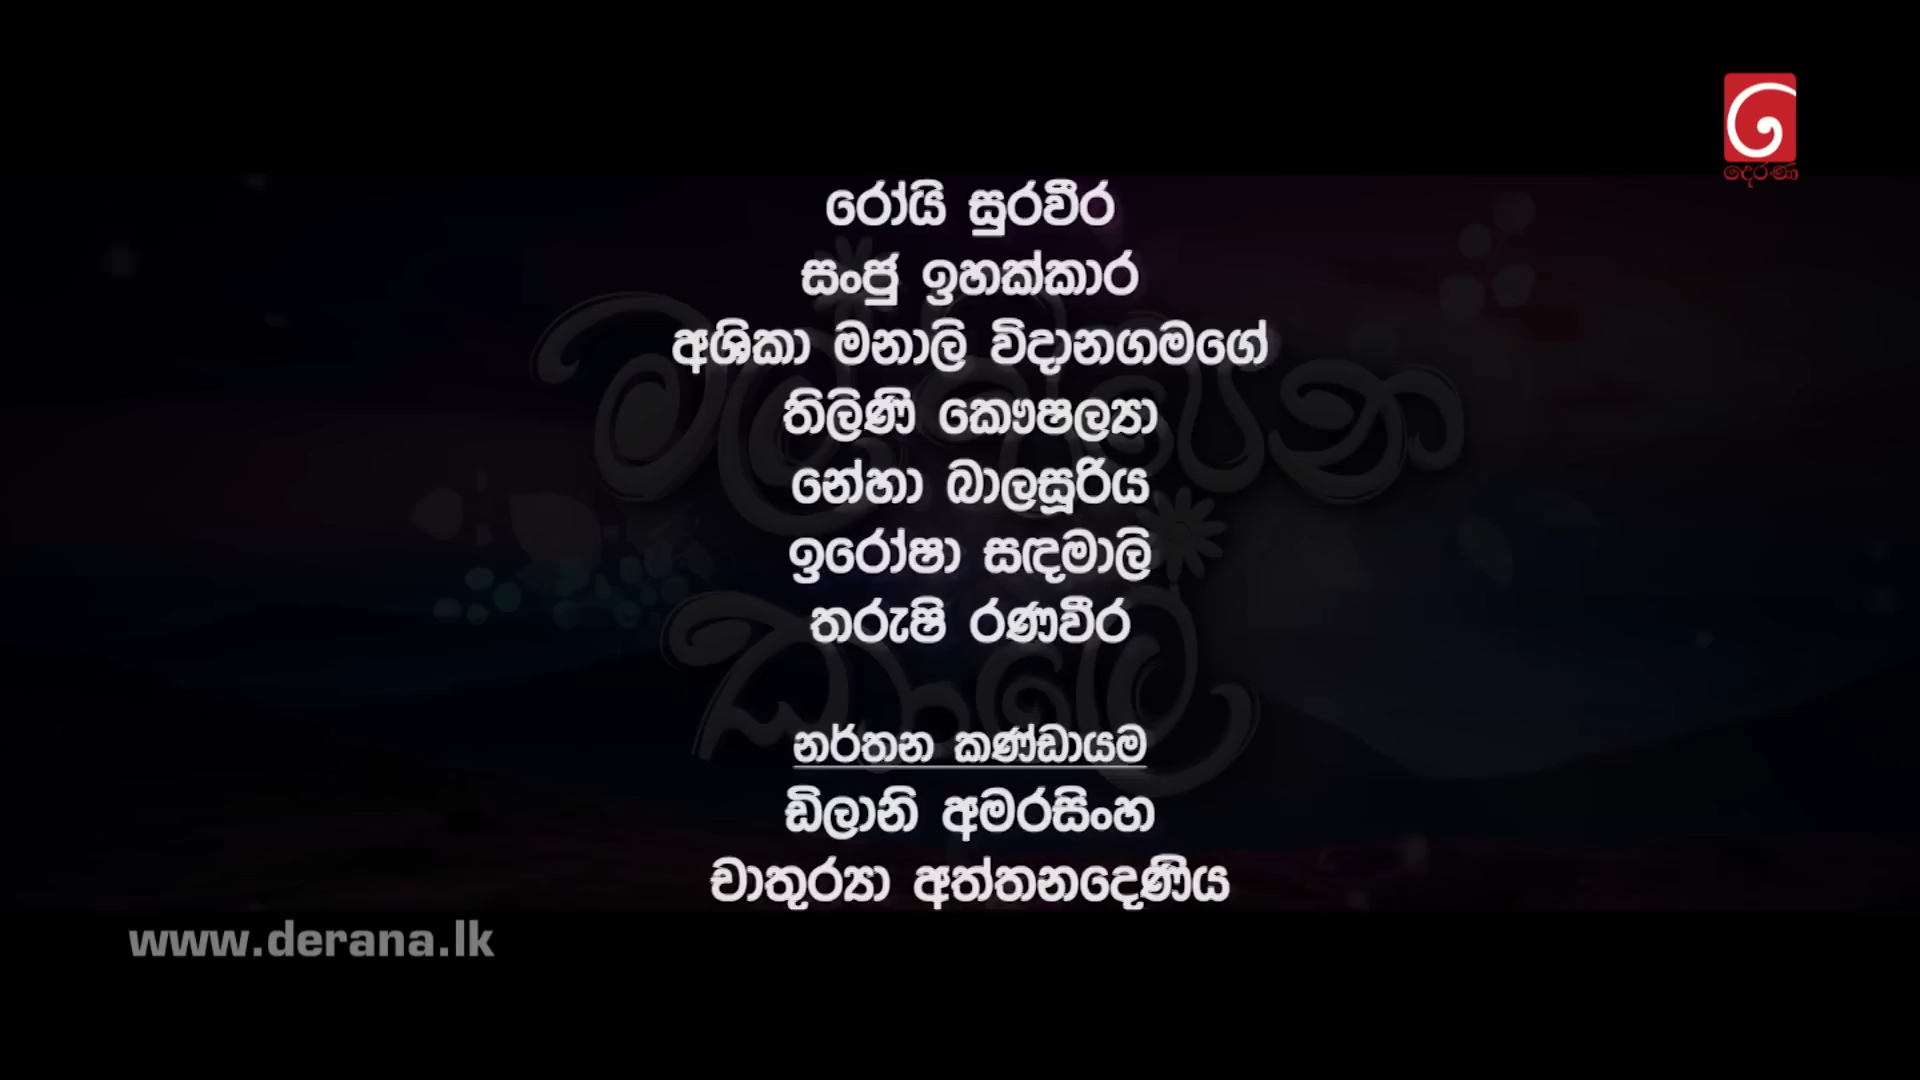 දෙරණ
රෝයි සුරවීර
සංජු ඉහක්කාර
අශිකා මනාලි විදානගමගේ
තිලිණි කෞෂල්‍යා
නේහා බාලසූරිය
ඉරෝෂා සඳමාලි
තරුෂි රණවීර
නර්තන කණ්ඩායම
ඩිලානි අමරසිංහ
චාතුර්‍යා අත්තනදෙණිය
www.derana.lk